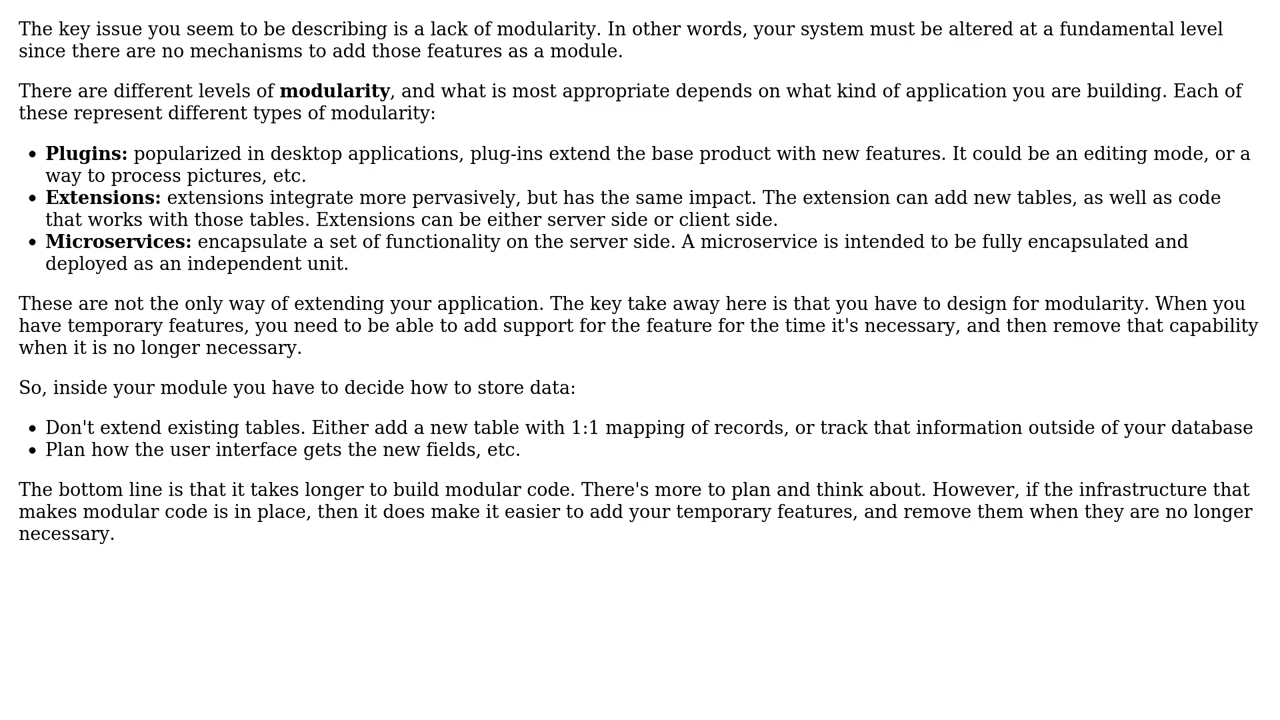 The key issue you seem to be describing is a lack of modularity. In other words, your system must be altered at a fundamental level
since there are no mechanisms to add those features as a module.
There are different levels of modularity, and what is most appropriate depends on what kind of application you are building. Each of
these represent different types of modularity:
• Plugins: popularized in desktop applications, plug-ins extend the base product with new features. It could be an editing mode, or a
way to process pictures, etc.
• Extensions: extensions integrate more pervasively, but has the same impact. The extension can add new tables, as well as code
that works with those tables. Extensions can be either server side or client side.
• Microservices: encapsulate a set of functionality on the server side. A microservice is intended to be fully encapsulated and
deployed as an independent unit.
These are not the only way of extending your application. The key take away here is that you have to design for modularity. When you
have temporary features, you need to be able to add support for the feature for the time it's necessary, and then remove that capability
when it is no longer necessary.
So, inside your module you have to decide how to store data:
• Don't extend existing tables. Either add a new table with 1:1 mapping of records, or track that information outside of your database
• Plan how the user interface gets the new fields, etc.
The bottom line is that it takes longer to build modular code. There's more to plan and think about. However, if the infrastructure that
makes modular code is in place, then it does make it easier to add your temporary features, and remove them when they are no longer
necessary.